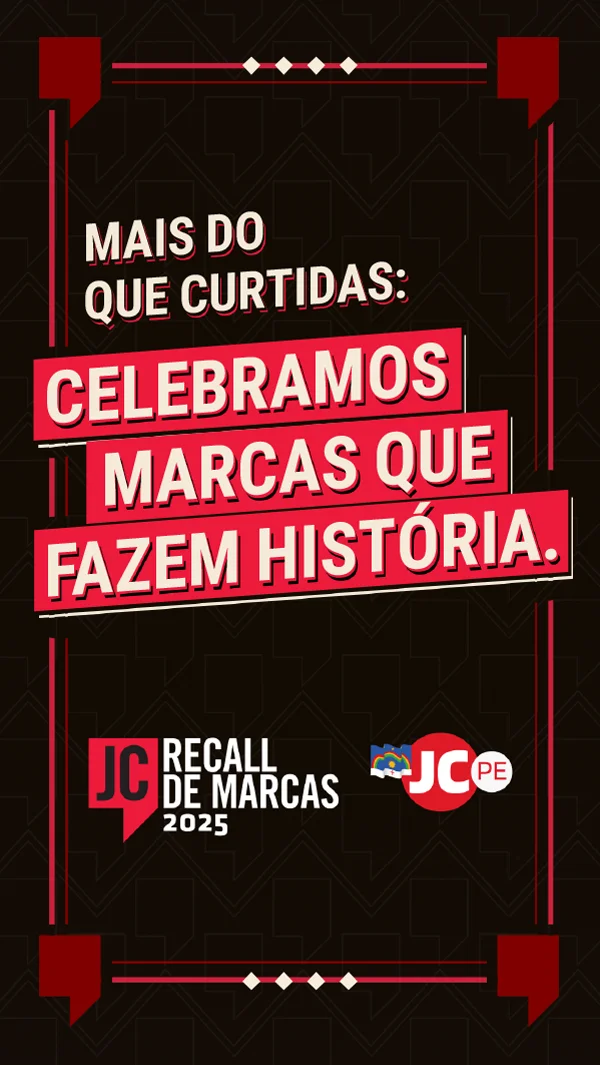 MAIS DO
QUE CURTIDAS:
CELEBRAMOS
MARCAS QUE
FAZEM HISTÓRIA.
JC RECALL
DE MARCAS
2025
JC PE